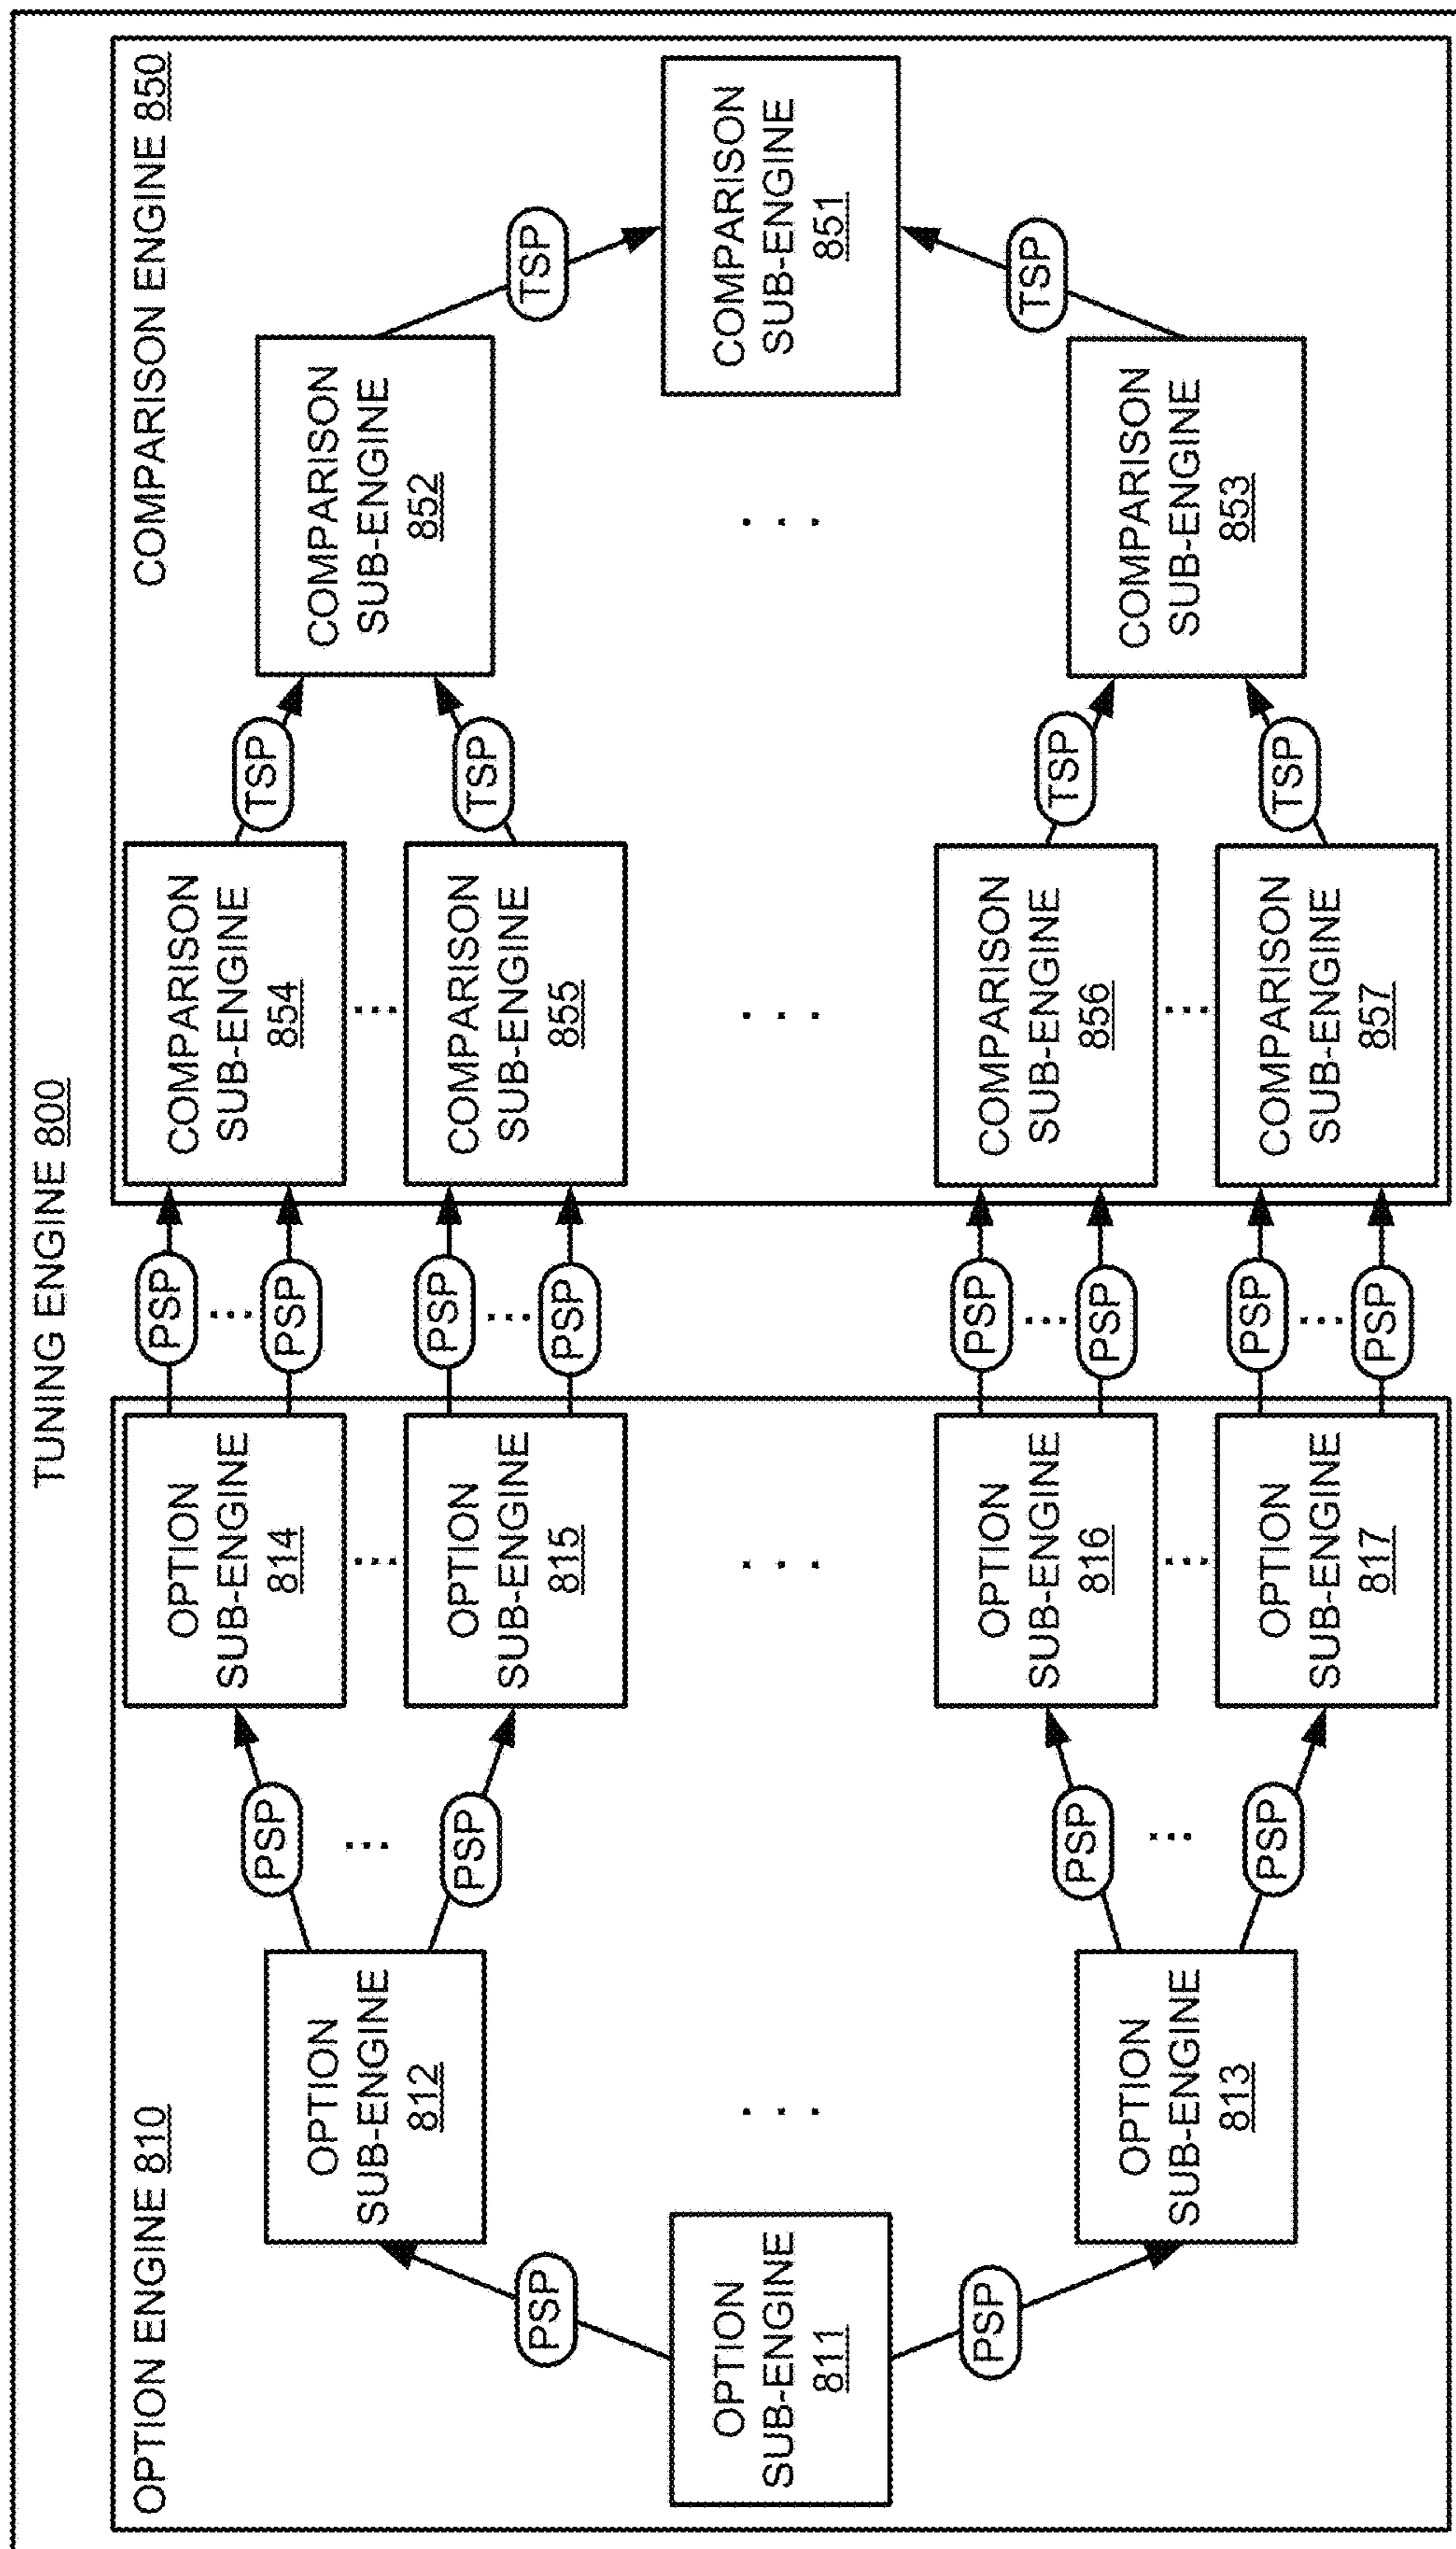 TUNING ENGINE 800
OPTION ENGINE 810
OPTION
SUB-ENGINE
811
PSP
PSP
OPTION
SUB-ENGINE
812
OPTION
SUB-ENGINE
813
PSP
PSP
PSP
PSP
OPTION
SUB-ENGINE
814
OPTION
SUB-ENGINE
815
OPTION
SUB-ENGINE
816
OPTION
SUB-ENGINE
817
PSP
PSP
PSP
PSP
PSP
PSP
PSP
PSP
COMPARISON ENGINE 850
COMPARISON
SUB-ENGINE
854
COMPARISON
SUB-ENGINE
855
COMPARISON
SUB-ENGINE
856
COMPARISON
SUB-ENGINE
857
TSP
TSP
TSP
TSP
COMPARISON
SUB-ENGINE
852
COMPARISON
SUB-ENGINE
853
TSP
TSP
COMPARISON
SUB-ENGINE
851